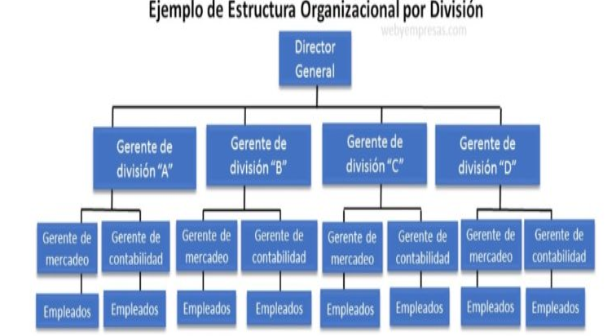 Ejemplo de Estructura Organizacional por División
webyempresas.com
Director
General
Gerente de
división “A”
Gerente de
división “B”
Gerente de
división “C”
Gerente de
división “D”
Gerente de
mercadeo
Gerente de
contabilidad
Gerente de
mercadeo
Gerente de
contabilidad
Gerente de
mercadeo
Gerente de
contabilidad
Gerente de
mercadeo
Gerente de
contabilidad
Empleados
Empleados
Empleados
Empleados
Empleados
Empleados
Empleados
Empleados